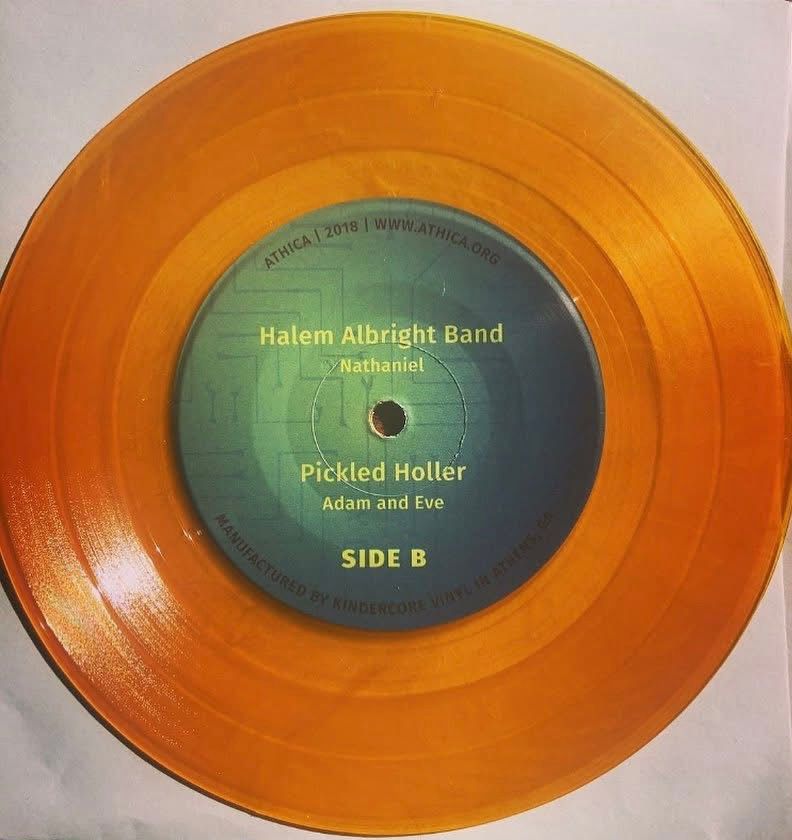 ATHICA | 2018 | WWW.ATHICA.ORG
Halem Albright Band
Nathaniel
Pickled Holler
Adam and Eve
SIDE B
MANUFACTURED BY KINDERCORE VINYL IN ATHENS, GA